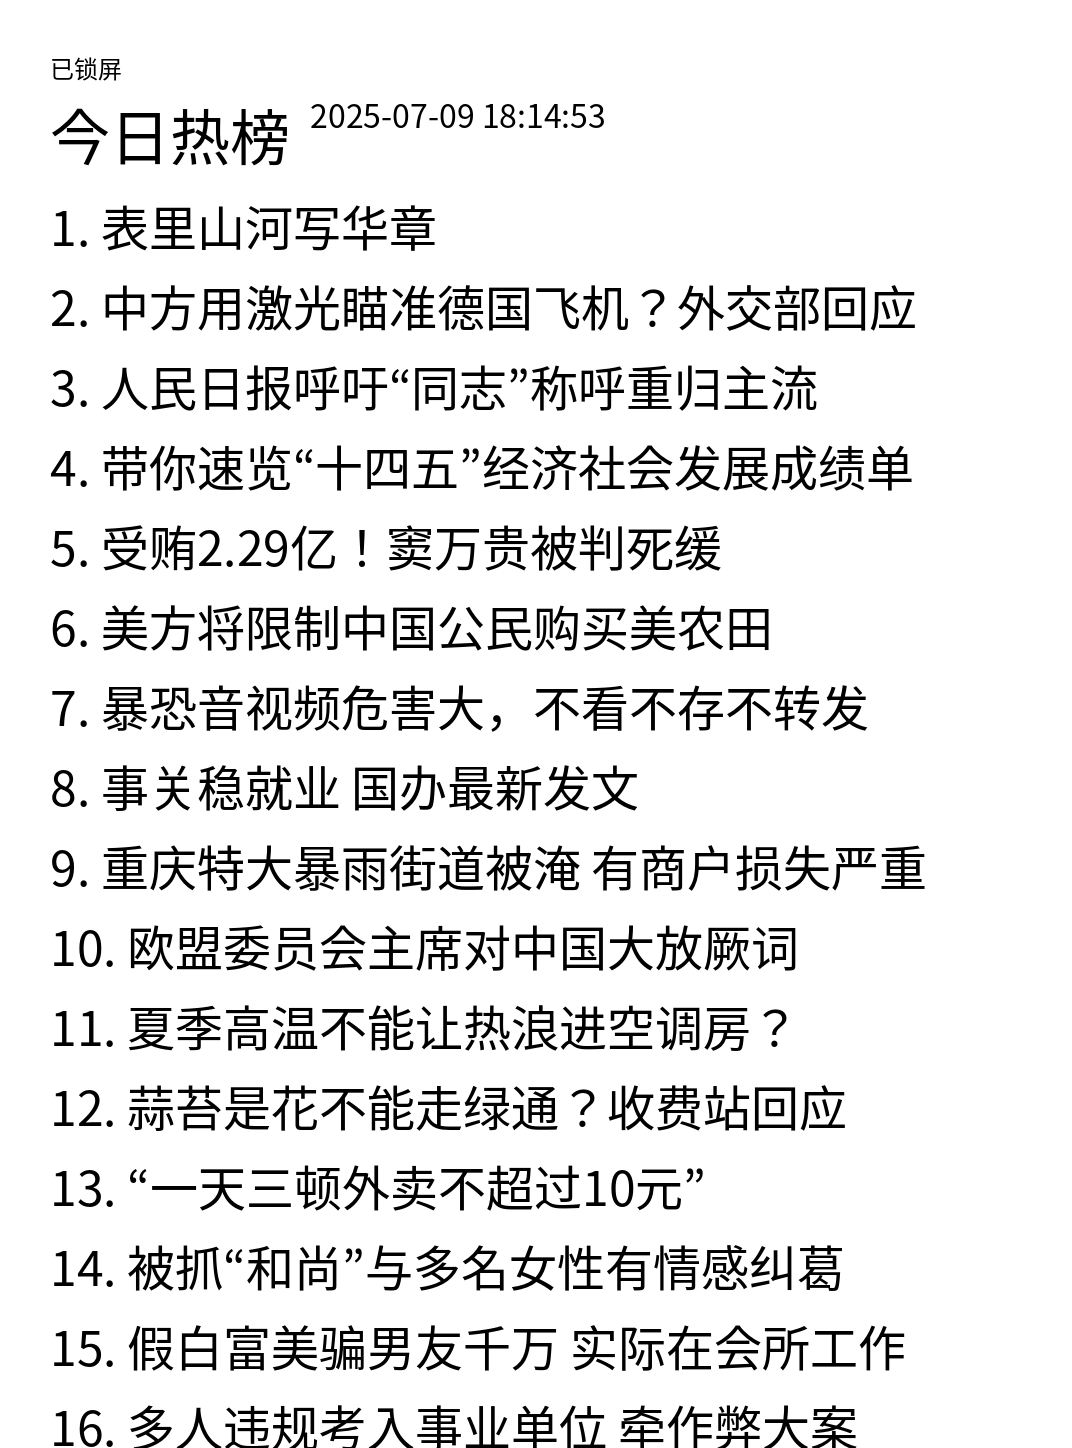 已锁屏
今日热榜 2025-07-09 18:14:53
1. 表里山河写华章
2. 中方用激光瞄准德国飞机？外交部回应
3. 人民日报呼吁“同志”称呼重归主流
4. 带你速览“十四五”经济社会发展成绩单
5. 受贿2.29亿！窦万贵被判死缓
6. 美方将限制中国公民购买美农田
7. 暴恐音视频危害大，不看不存不转发
8. 事关稳就业 国办最新发文
9. 重庆特大暴雨街道被淹 有商户损失严重
10. 欧盟委员会主席对中国大放厥词
11. 夏季高温不能让热浪进空调房？
12. 蒜苔是花不能走绿通？收费站回应
13. “一天三顿外卖不超过10元”
14. 被抓“和尚”与多名女性有情感纠葛
15. 假白富美骗男友千万 实际在会所工作
16. 多人违规考入事业单位 牵作弊大案